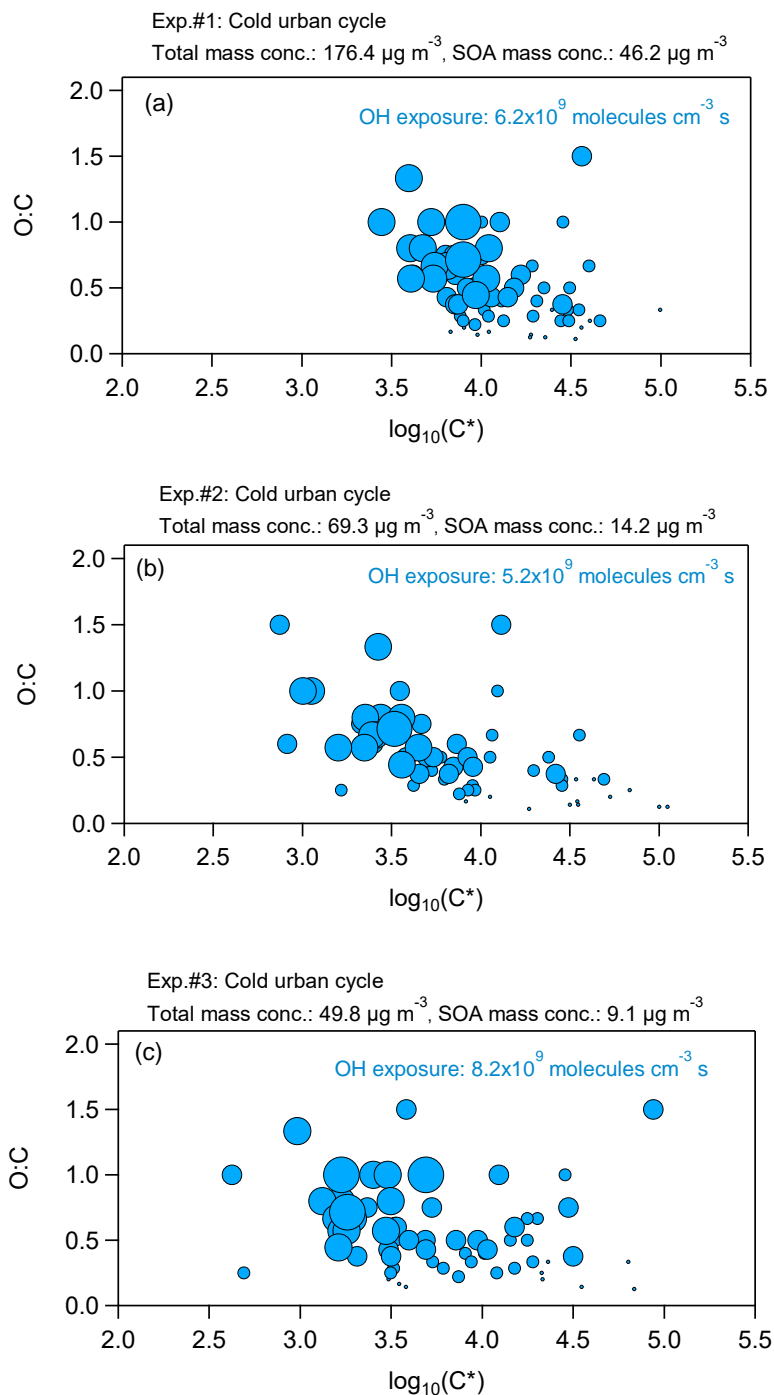 Exp.#1: Cold urban cycle
Total mass conc.: 176.4 µg m⁻³, SOA mass conc.: 46.2 µg m⁻³
(a)
OH exposure: 6.2x10⁹ molecules cm⁻³ s
2.0
1.5
1.0
0.5
0.0
O:C
2.0 2.5 3.0 3.5 4.0 4.5 5.0 5.5
log₁₀(C*)
Exp.#2: Cold urban cycle
Total mass conc.: 69.3 µg m⁻³, SOA mass conc.: 14.2 µg m⁻³
(b)
OH exposure: 5.2x10⁹ molecules cm⁻³ s
2.0
1.5
1.0
0.5
0.0
O:C
2.0 2.5 3.0 3.5 4.0 4.5 5.0 5.5
log₁₀(C*)
Exp.#3: Cold urban cycle
Total mass conc.: 49.8 µg m⁻³, SOA mass conc.: 9.1 µg m⁻³
(c)
OH exposure: 8.2x10⁹ molecules cm⁻³ s
2.0
1.5
1.0
0.5
0.0
O:C
2.0 2.5 3.0 3.5 4.0 4.5 5.0 5.5
log₁₀(C*)